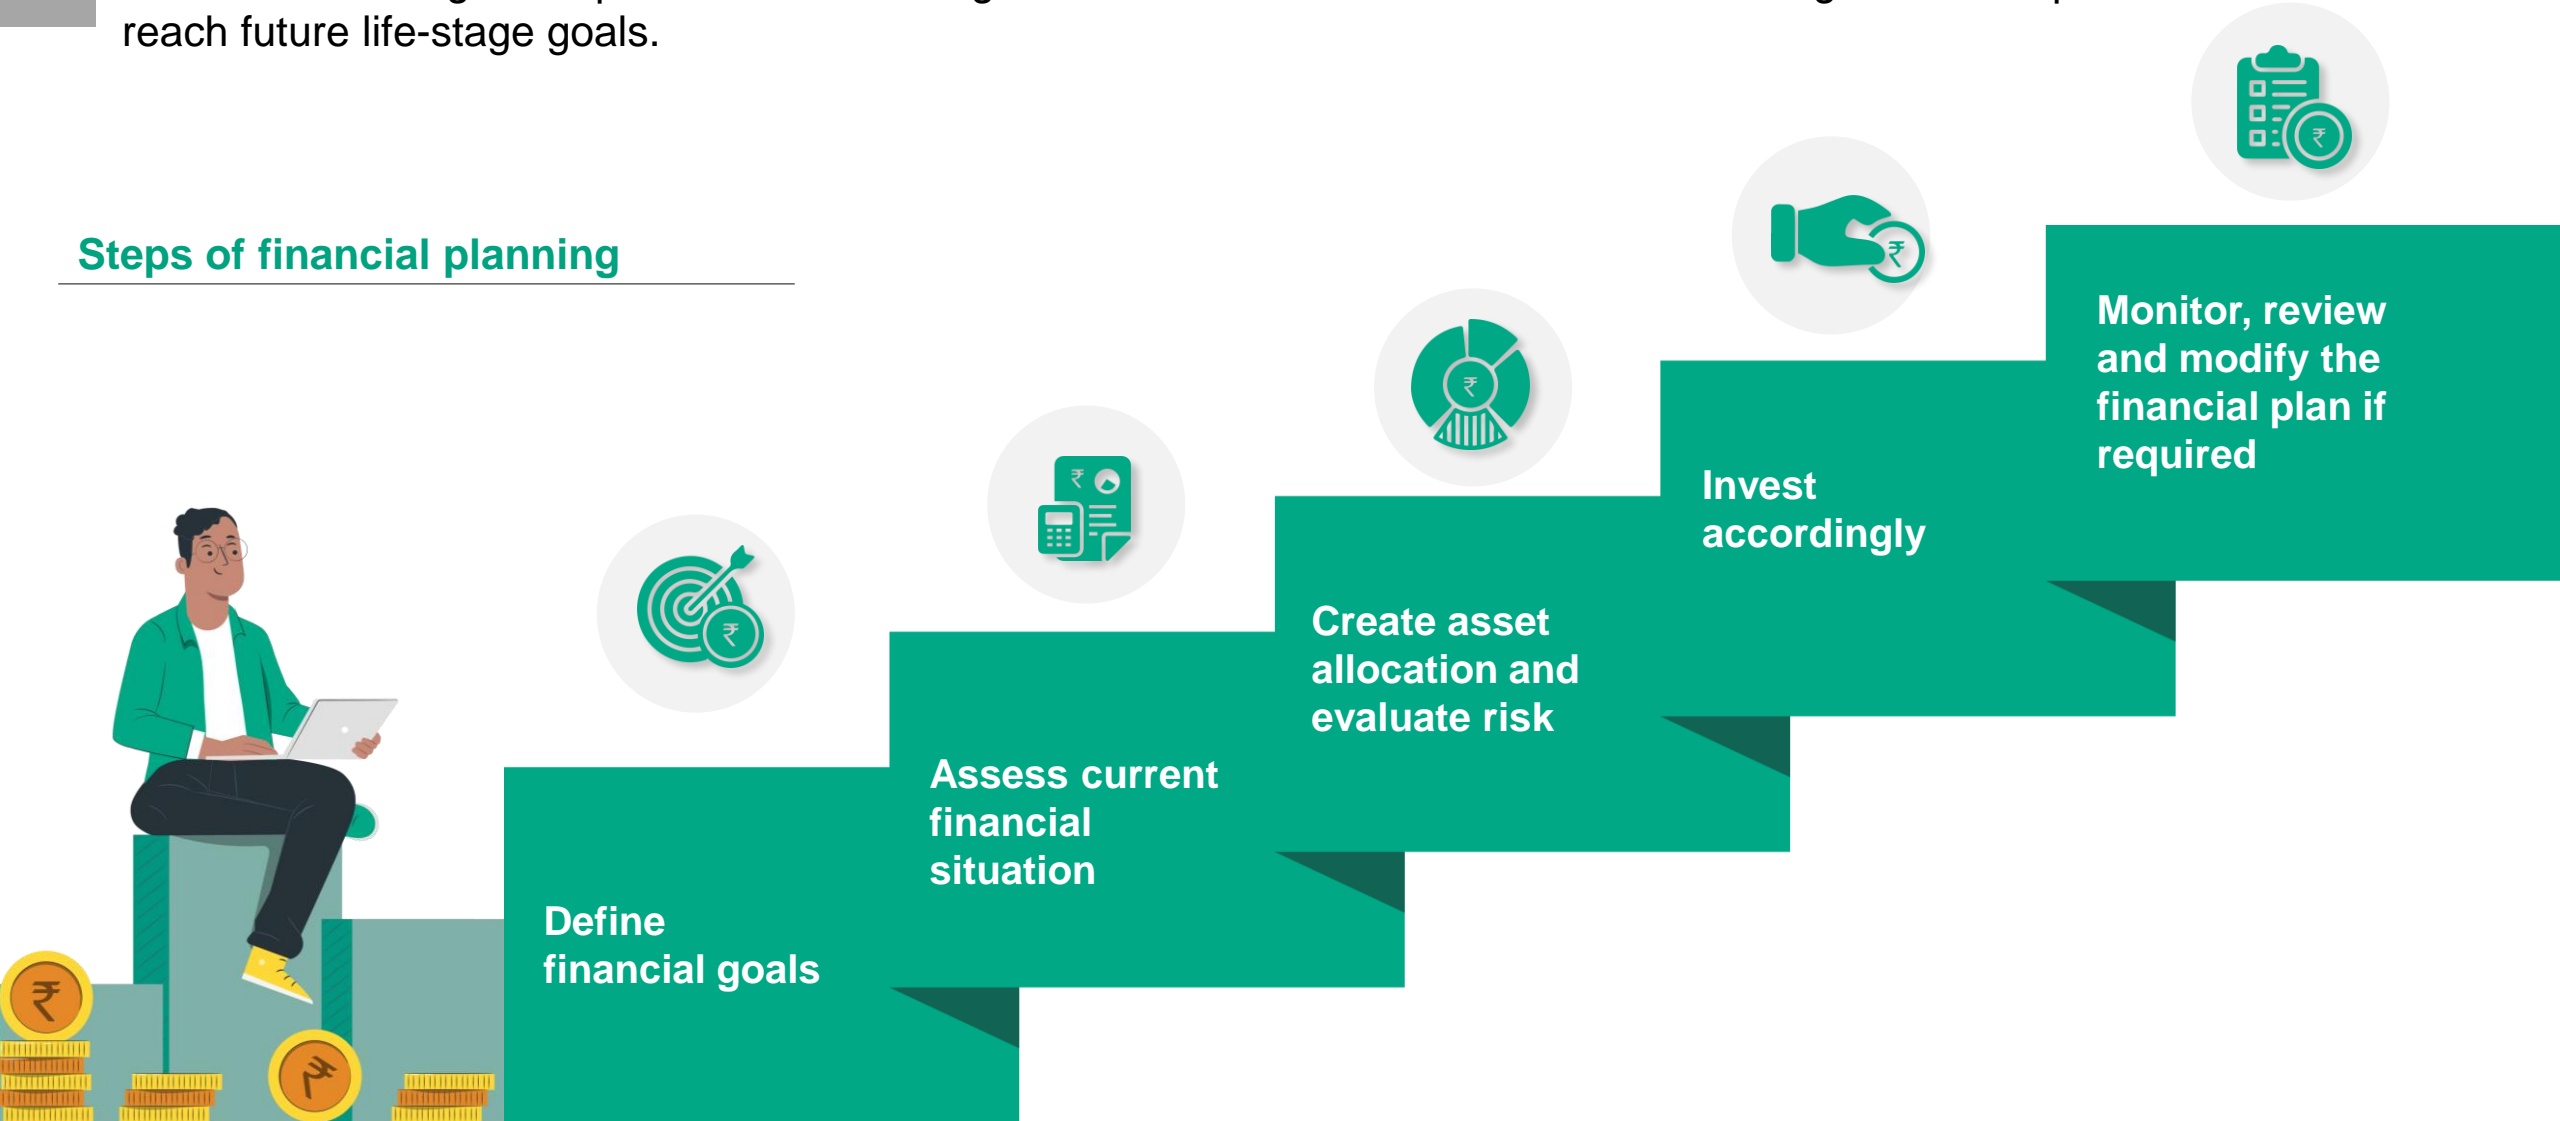 reach future life-stage goals.
Steps of financial planning
Define
financial goals
Assess current
financial
situation
Create asset
allocation and
evaluate risk
Invest
accordingly
Monitor, review
and modify the
financial plan if
required
₹
₹
₹
₹
₹
₹
₹